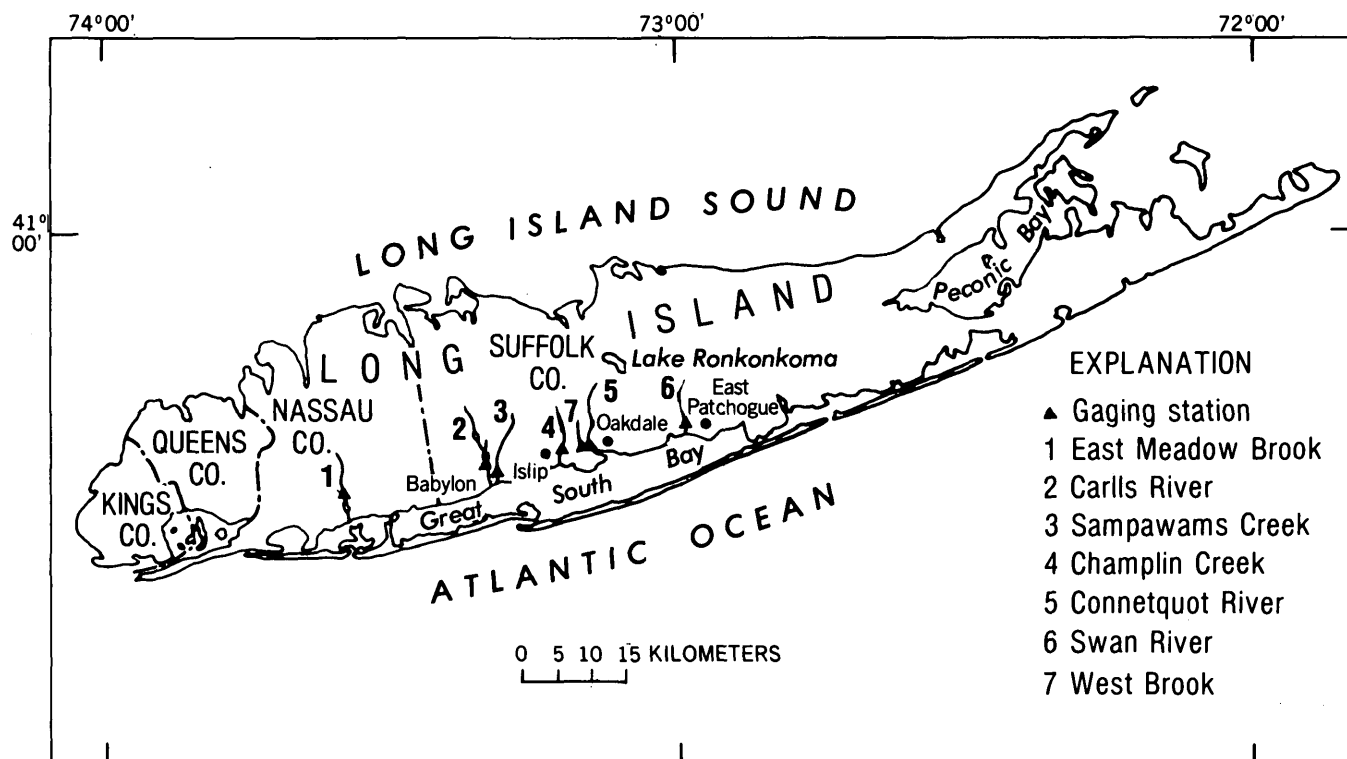 74°00'
73°00'
72°00'
41°
00'
LONG ISLAND SOUND
LONG ISLAND
Peconic Bay
SUFFOLK
CO.
Lake Ronkonkoma
NASSAU
CO.
QUEENS
CO.
KINGS
CO.
1
2
3
4
7
5
6
East
Patchogue
Oakdale
Islip
Babylon
Great South Bay
ATLANTIC OCEAN
0 5 10 15 KILOMETERS
EXPLANATION
▲ Gaging station
1 East Meadow Brook
2 Carlls River
3 Sampawams Creek
4 Champlin Creek
5 Connetquot River
6 Swan River
7 West Brook